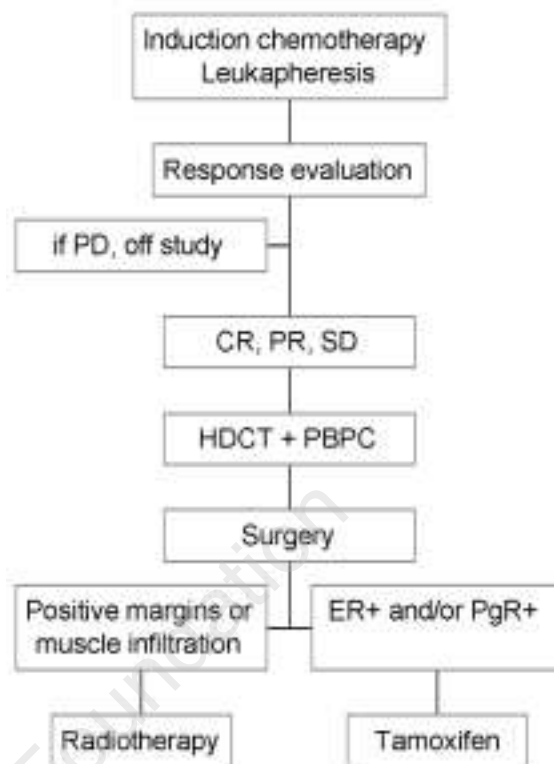 Induction chemotherapy
Leukapheresis
Response evaluation
if PD, off study
CR, PR, SD
HDCT + PBPC
Surgery
Positive margins or
muscle infiltration
ER+ and/or PgR+
Radiotherapy
Tamoxifen
Foundation